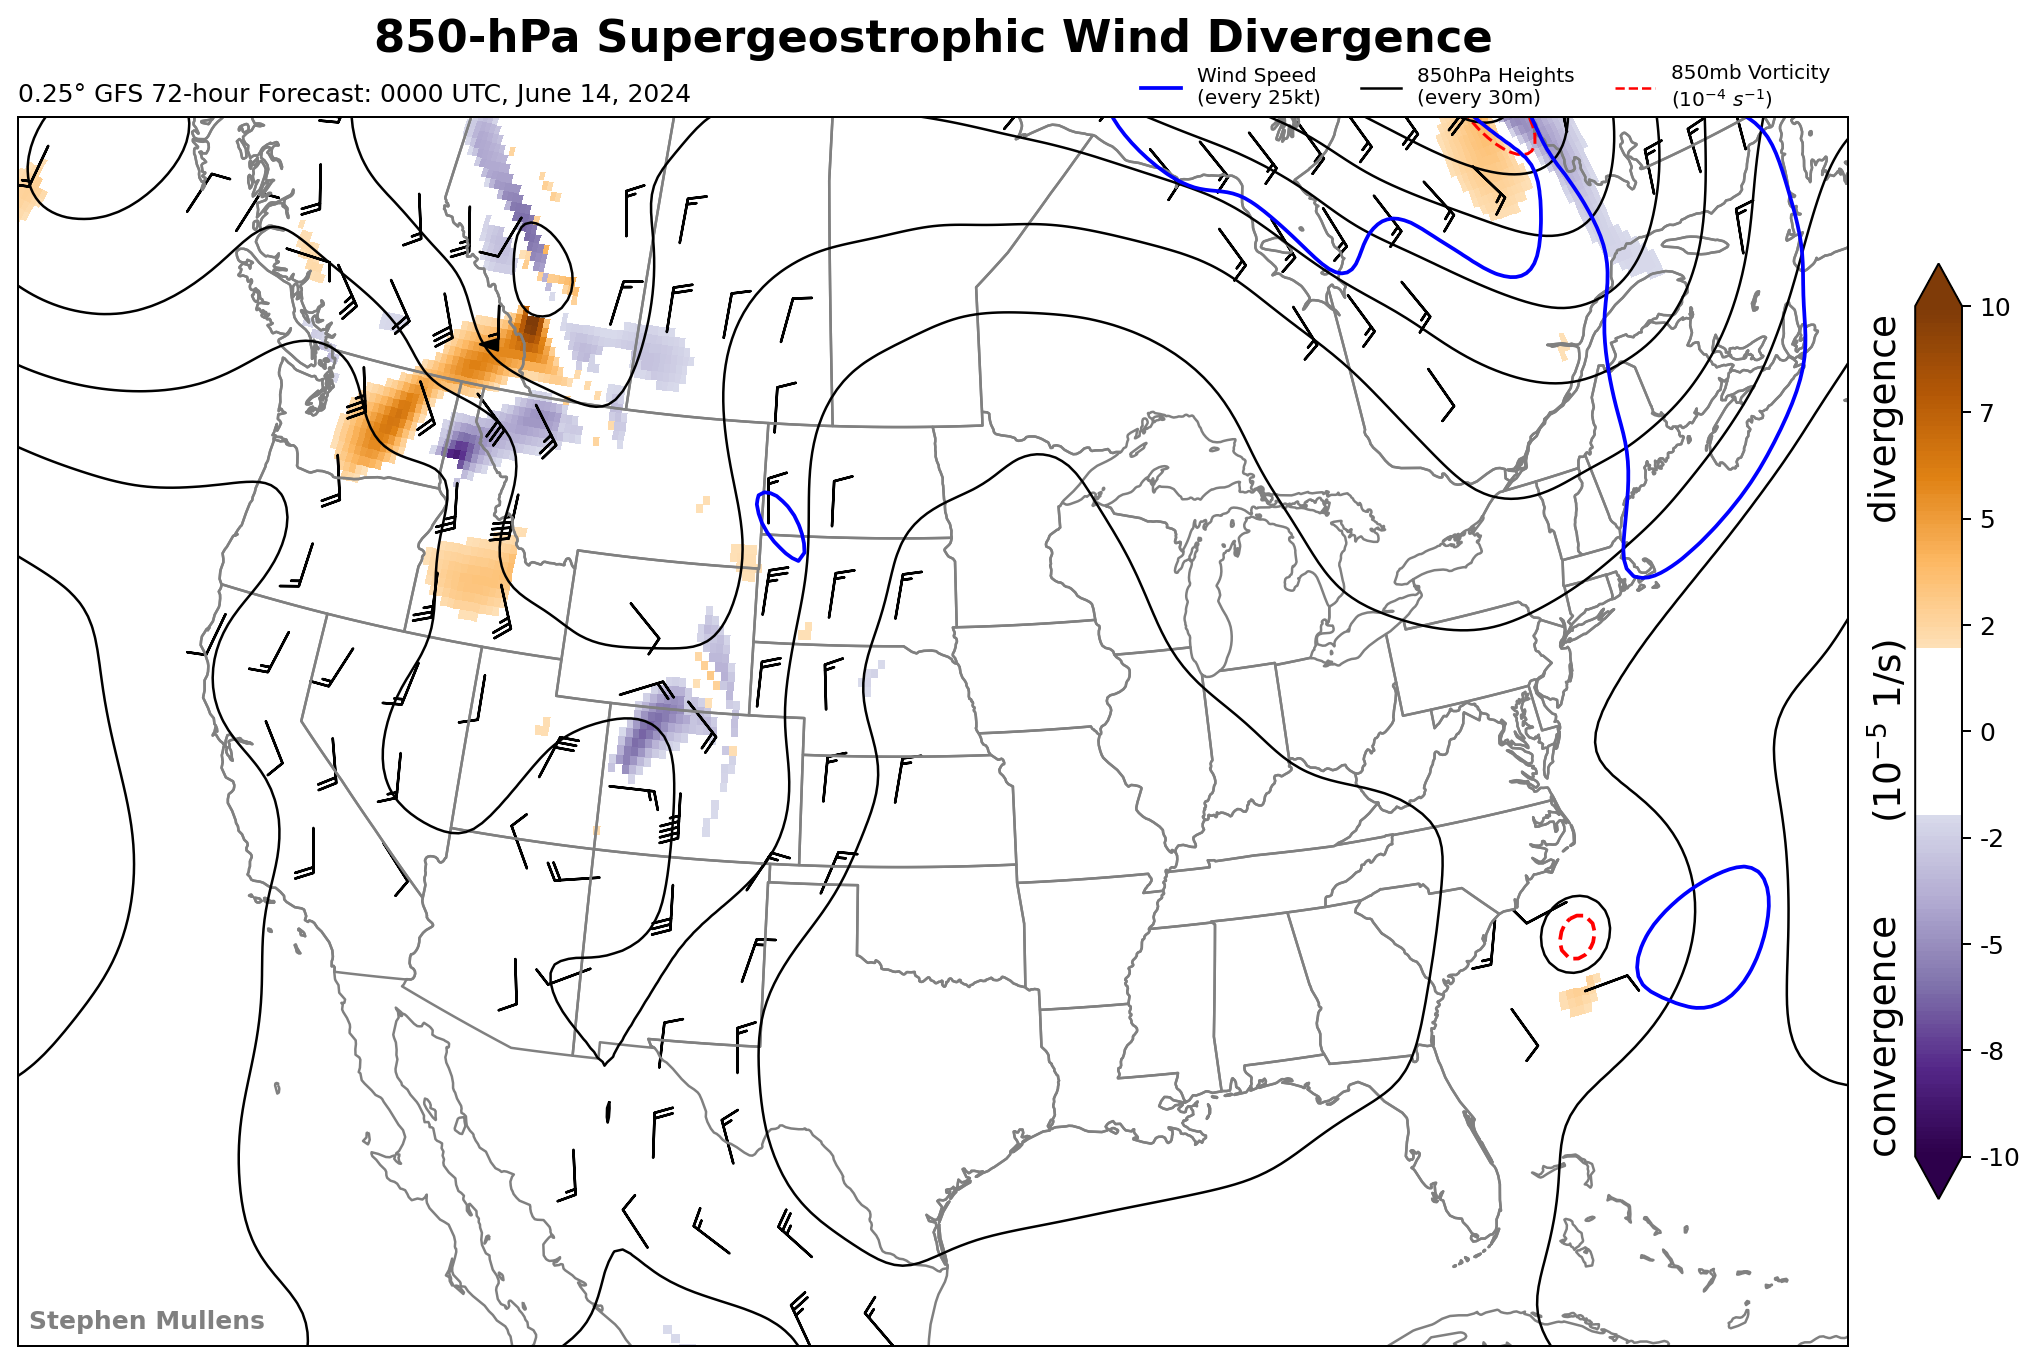 850-hPa Supergeostrophic Wind Divergence
0.25° GFS 72-hour Forecast: 0000 UTC, June 14, 2024
Wind Speed
(every 25kt)
850hPa Heights
(every 30m)
850mb Vorticity
(10⁻⁴ s⁻¹)
10
7
5
2
0
-2
-5
-8
-10
convergence (10⁻⁵ 1/s) divergence
Stephen Mullens